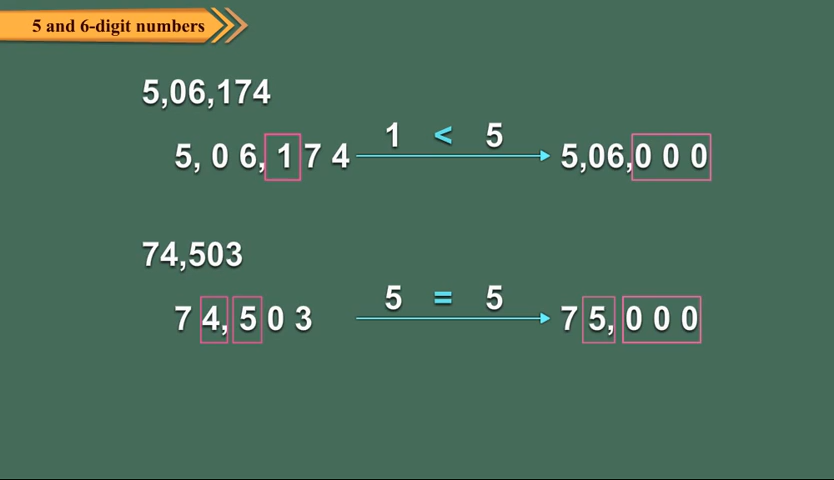 5 and 6-digit numbers
5,06,174
5, 0 6, 1 7 4 1 < 5 5,06,0 0 0
74,503
7 4, 5 0 3 5 = 5 7 5, 0 0 0